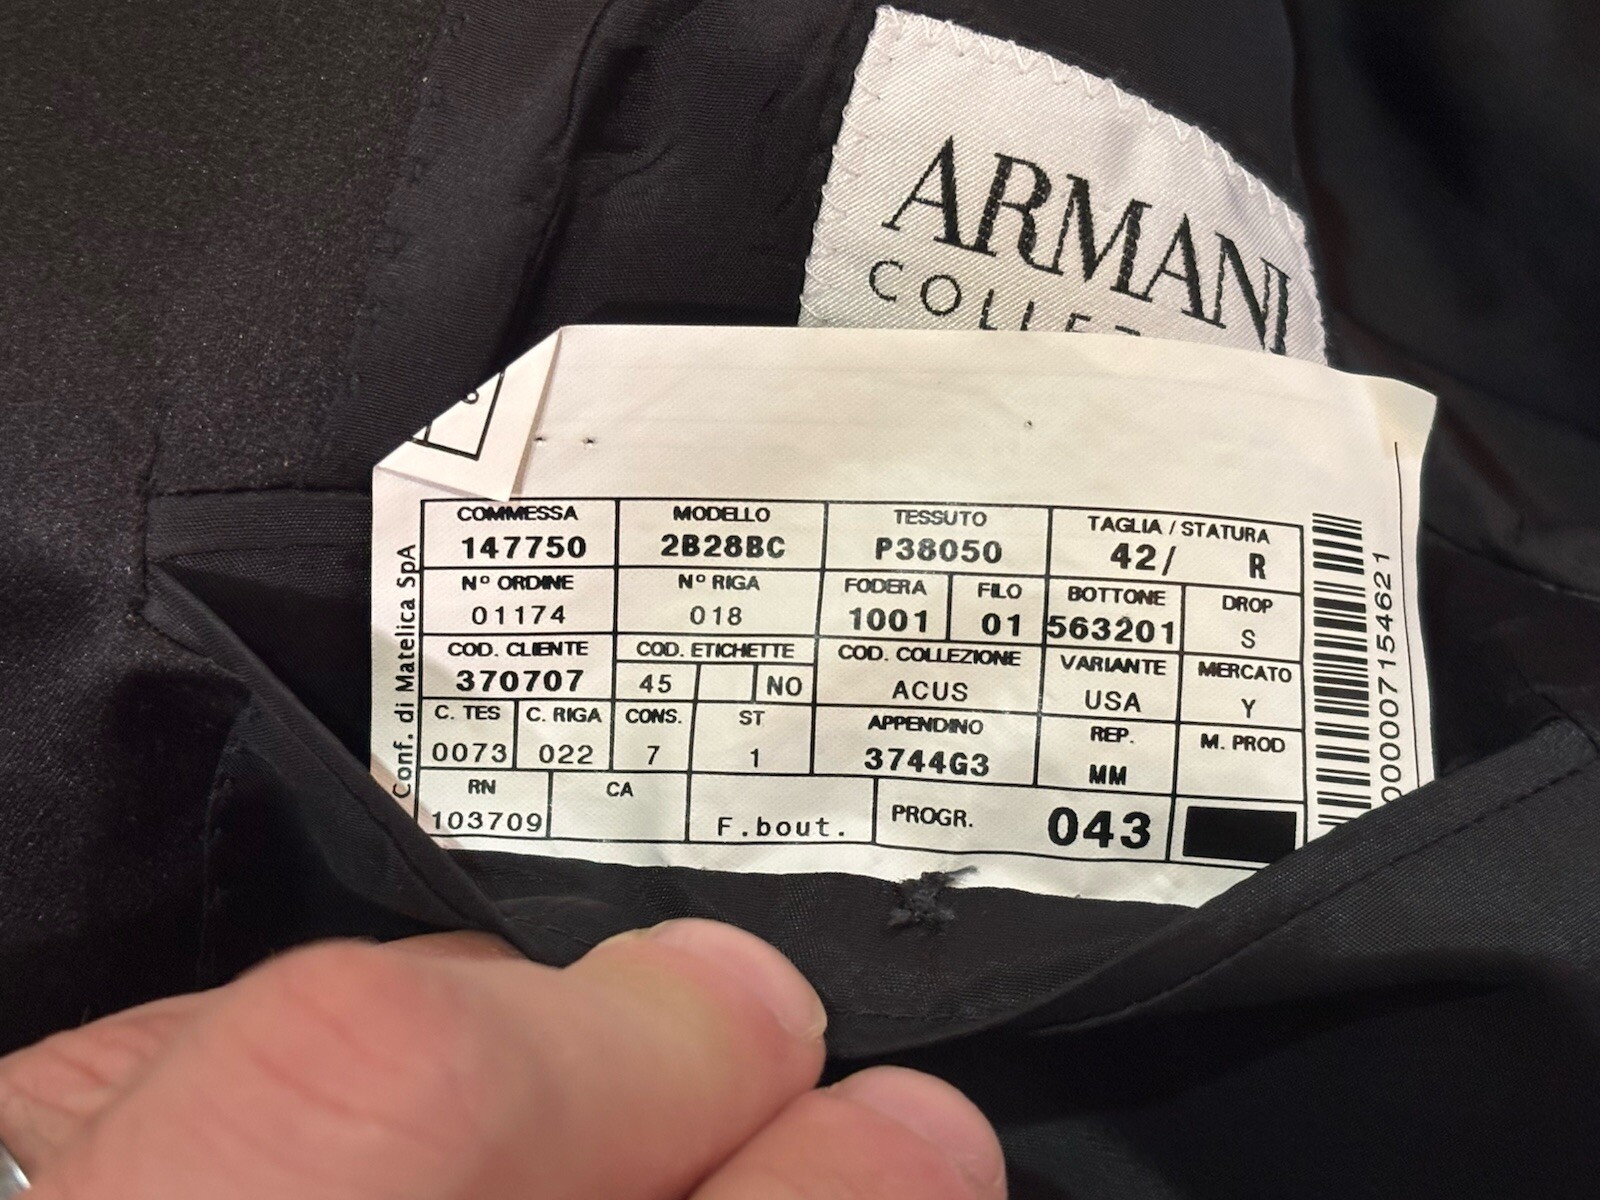 ARMANI
COLLEZ
COMMESSA MODELLO TESSUTO TAGLIA / STATURA
147750 2B28BC P38050 42/ R
Nº ORDINE Nº RIGA FODERA FILO BOTTONE DROP
01174 018 1001 01 563201 S
COD. CLIENTE COD. ETICHETTE COD. COLLEZIONE VARIANTE MERCATO
370707 45 NO ACUS USA Y
C. TES C. RIGA CONS. ST APPENDINO REP. M. PROD
0073 022 7 1 3744G3 MM
RN CA PROGR.
103709 F.bout. 043
Conf. di Matelica SpA
0000007154621